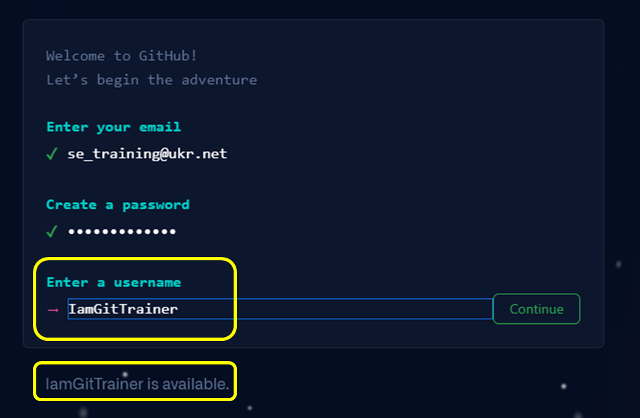 Welcome to GitHub!
Let’s begin the adventure
Enter your email
✓ se_training@ukr.net
Create a password
✓ •••••••••••••
Enter a username
→ IamGitTrainer
Continue
IamGitTrainer is available.